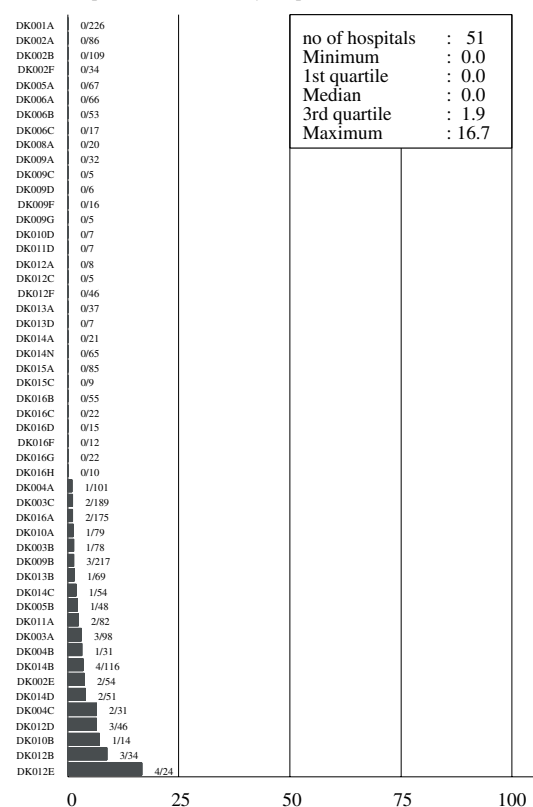 DK001A 0/226
DK002A 0/86
DK002B 0/109
DK002F 0/34
DK005A 0/67
DK006A 0/66
DK006B 0/53
DK006C 0/17
DK008A 0/20
DK009A 0/32
DK009C 0/5
DK009D 0/6
DK009F 0/16
DK009G 0/5
DK010D 0/7
DK011D 0/7
DK012A 0/8
DK012C 0/5
DK012F 0/46
DK013A 0/37
DK013D 0/7
DK014A 0/21
DK014N 0/65
DK015A 0/85
DK015C 0/9
DK016B 0/55
DK016C 0/22
DK016D 0/15
DK016F 0/12
DK016G 0/22
DK016H 0/10
DK004A 1/101
DK003C 2/189
DK016A 2/175
DK010A 1/79
DK003B 1/78
DK009B 3/217
DK013B 1/69
DK014C 1/54
DK005B 1/48
DK011A 2/82
DK003A 3/98
DK004B 1/31
DK014B 4/116
DK002E 2/54
DK014D 2/51
DK004C 2/31
DK012D 3/46
DK010B 1/14
DK012B 3/34
DK012E 4/24
no of hospitals : 51
Minimum : 0.0
1st quartile : 0.0
Median : 0.0
3rd quartile : 1.9
Maximum : 16.7
0 25 50 75 100